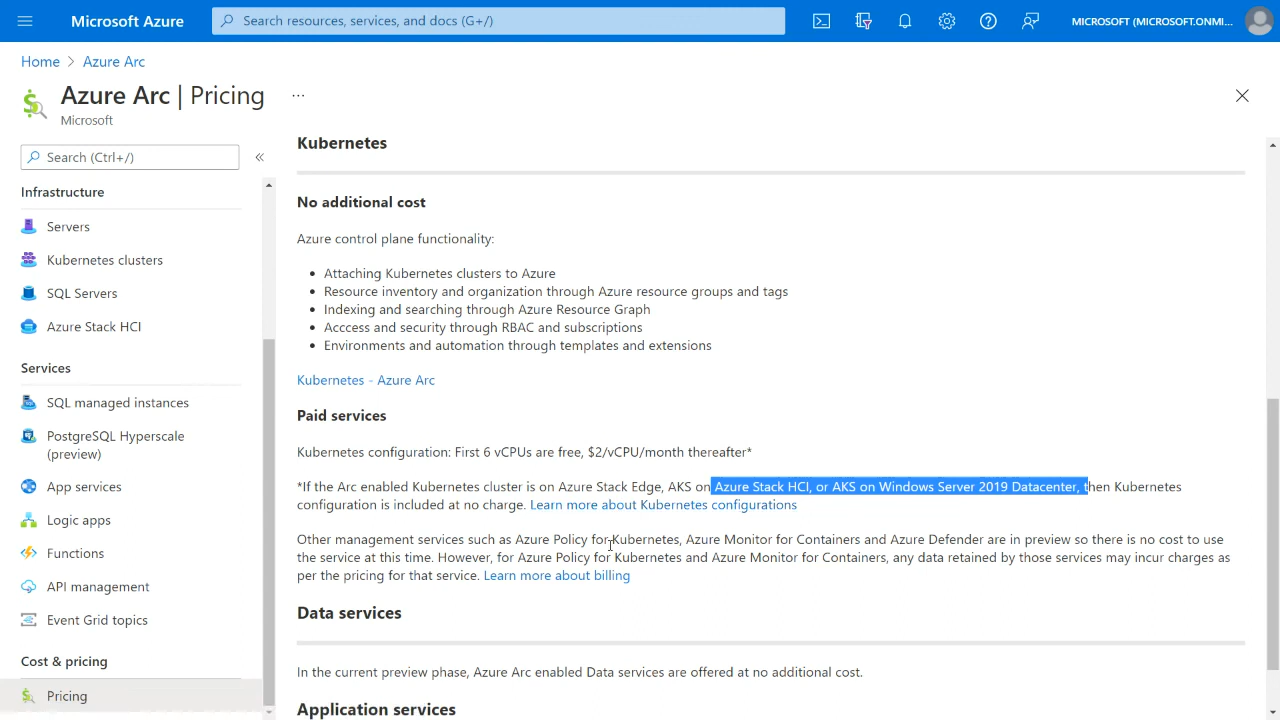 Microsoft Azure
Search resources, services, and docs (G+/)
MICROSOFT (MICROSOFT.ONMI...
Home > Azure Arc
Azure Arc | Pricing ...
Microsoft
Search (Ctrl+/)
«
Infrastructure
Servers
Kubernetes clusters
SQL Servers
Azure Stack HCI
Services
SQL managed instances
PostgreSQL Hyperscale
(preview)
App services
Logic apps
Functions
API management
Event Grid topics
Cost & pricing
Pricing
Kubernetes
No additional cost
Azure control plane functionality:
• Attaching Kubernetes clusters to Azure
• Resource inventory and organization through Azure resource groups and tags
• Indexing and searching through Azure Resource Graph
• Acccess and security through RBAC and subscriptions
• Environments and automation through templates and extensions
Kubernetes - Azure Arc
Paid services
Kubernetes configuration: First 6 vCPUs are free, $2/vCPU/month thereafter*
*If the Arc enabled Kubernetes cluster is on Azure Stack Edge, AKS on Azure Stack HCI, or AKS on Windows Server 2019 Datacenter, then Kubernetes
configuration is included at no charge. Learn more about Kubernetes configurations
Other management services such as Azure Policy for Kubernetes, Azure Monitor for Containers and Azure Defender are in preview so there is no cost to use
the service at this time. However, for Azure Policy for Kubernetes and Azure Monitor for Containers, any data retained by those services may incur charges as
per the pricing for that service. Learn more about billing
Data services
In the current preview phase, Azure Arc enabled Data services are offered at no additional cost.
Application services